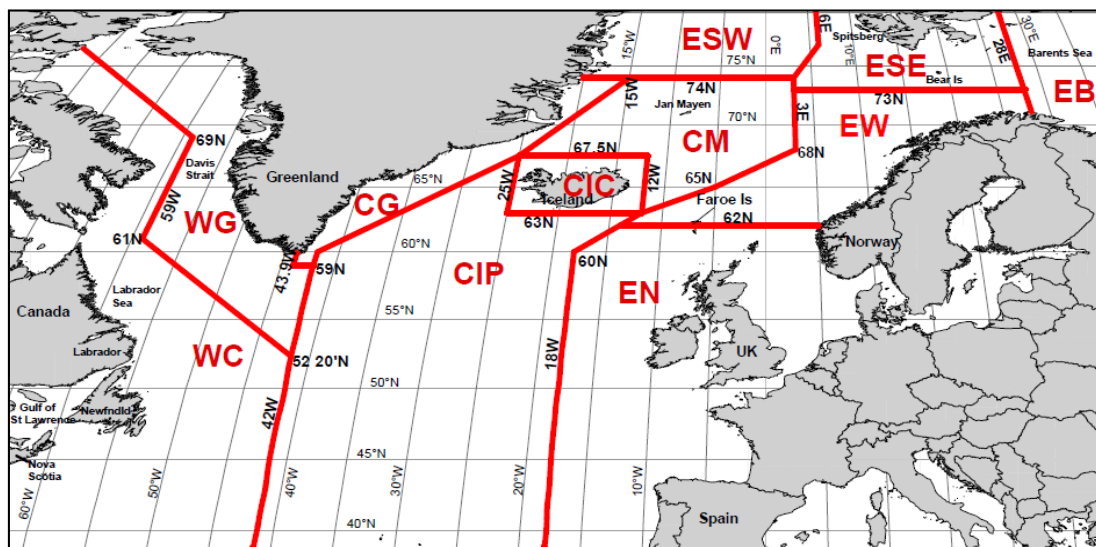 ESW
15°W
0°E
6E
Spitsberg
10°E
28E
30°E
Barents Sea
75°N
ESE
Bear Is
EB
15W
74N
73N
Jan Mayen
3E
EW
70°N
CM
69N
Davis
Strait
67.5N
68N
Greenland
65°N
CG
25W
CIC
Iceland
12W
65N
59W
WG
Faroe Is
63N
62N
61N
60°N
Norway
43.9W
59N
CIP
60N
EN
Labrador
Sea
55°N
Canada
Labrador
WC
52 20'N
18W
UK
50°N
Gulf of
St Lawrence
Newfndld
42W
Nova
Scotia
45°N
60°W
50°W
40°W
30°W
20°W
10°W
Spain
40°N